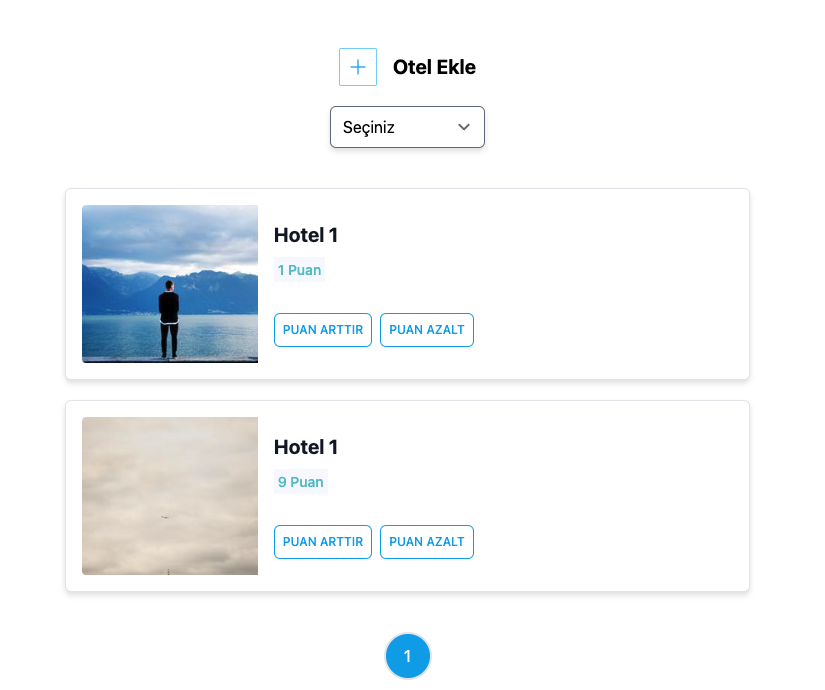 Otel Ekle
Seçiniz
Hotel 1
1 Puan
PUAN ARTTIR PUAN AZALT
Hotel 1
9 Puan
PUAN ARTTIR PUAN AZALT
1